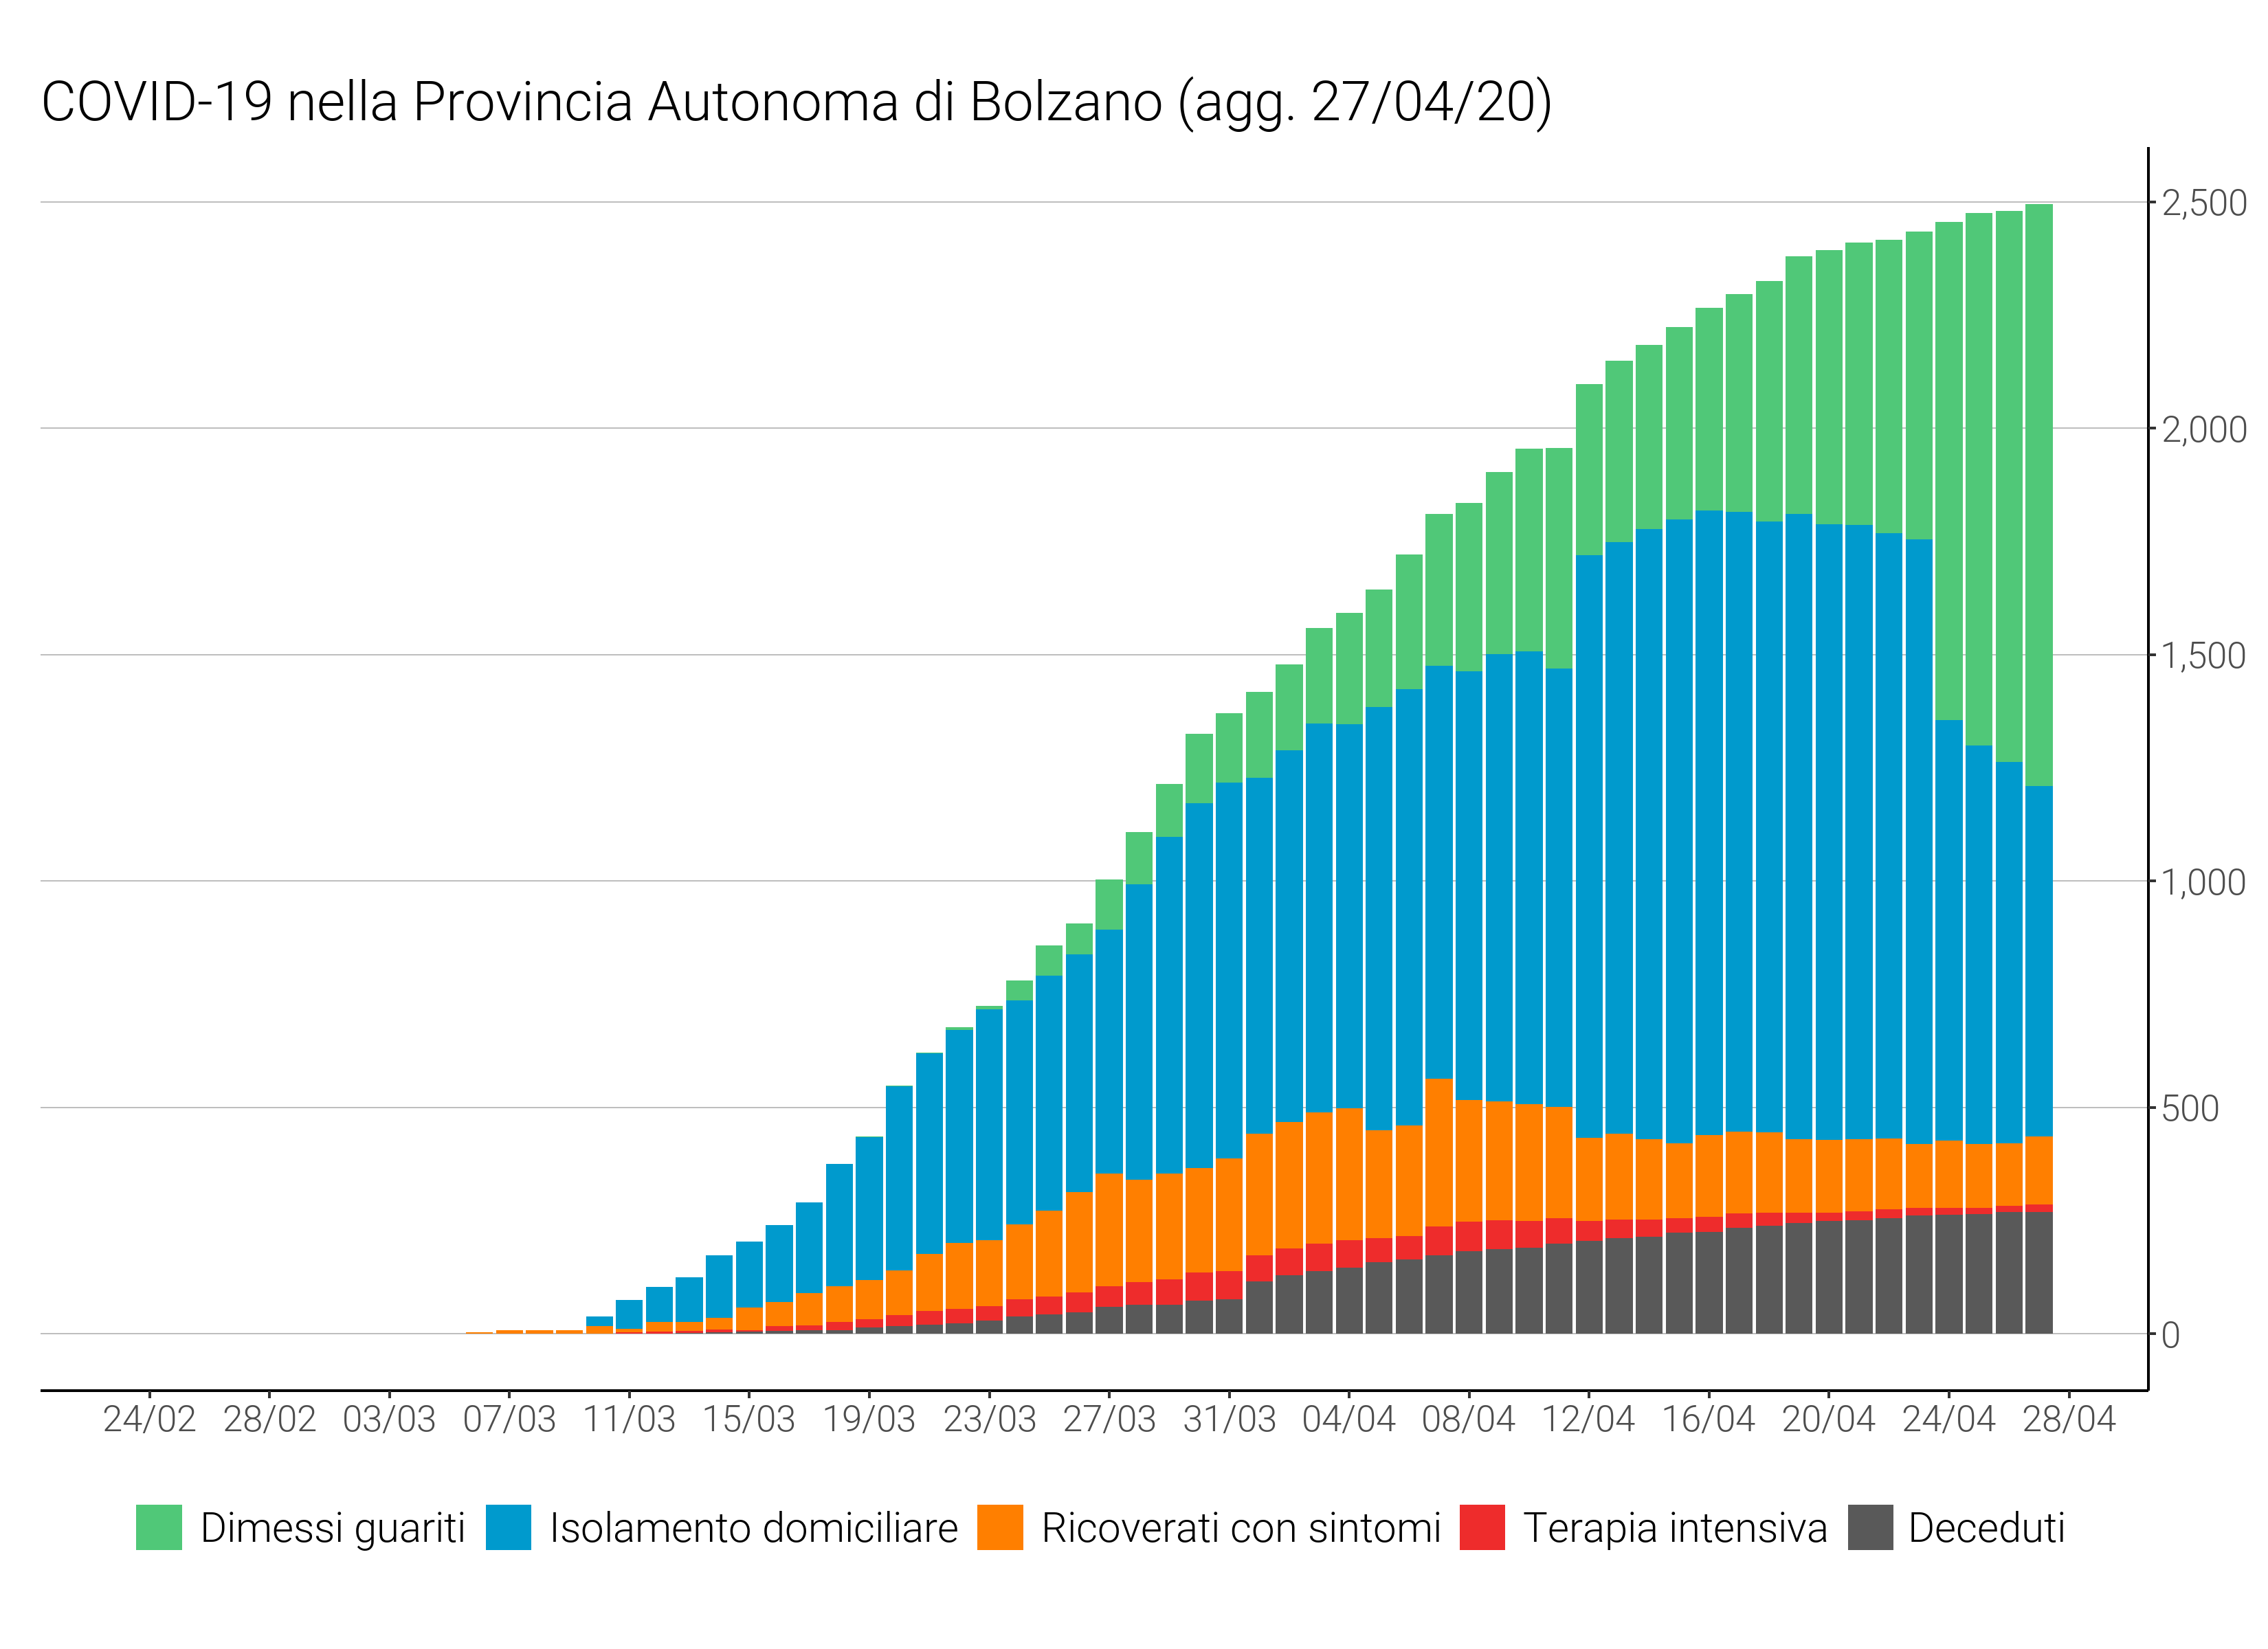 COVID-19 nella Provincia Autonoma di Bolzano (agg. 27/04/20)
2,500
2,000
1,500
1,000
500
0
24/02 28/02 03/03 07/03 11/03 15/03 19/03 23/03 27/03 31/03 04/04 08/04 12/04 16/04 20/04 24/04 28/04
Dimessi guariti Isolamento domiciliare Ricoverati con sintomi Terapia intensiva Deceduti